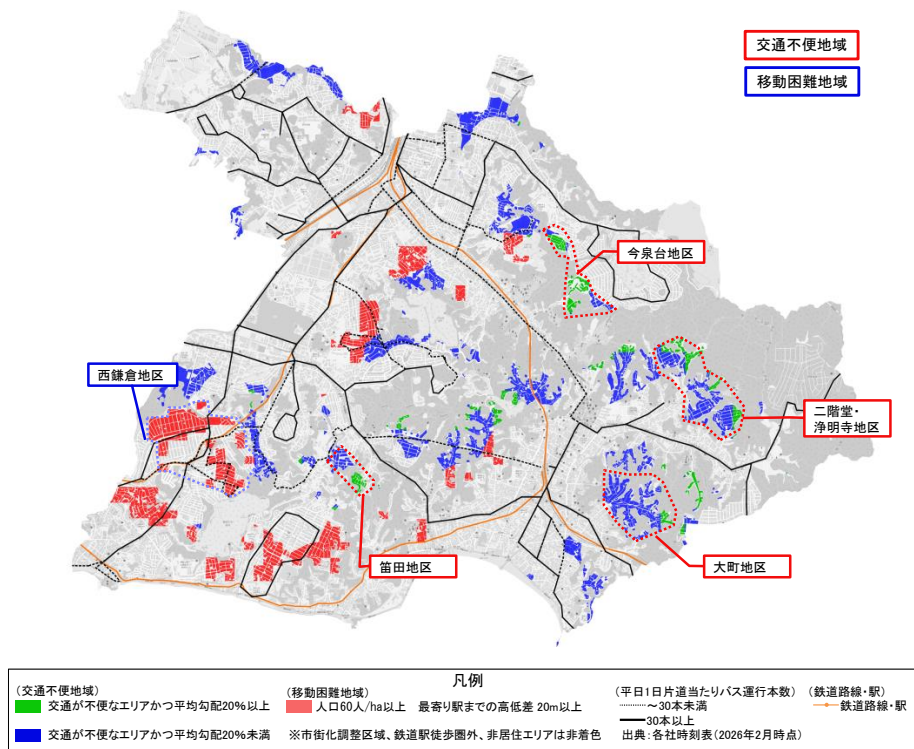 交通不便地域
移動困難地域
今泉台地区
西鎌倉地区
二階堂・
浄明寺地区
笛田地区
大町地区
凡例
(交通不便地域)
交通が不便なエリアかつ平均勾配20%以上
交通が不便なエリアかつ平均勾配20%未満
(移動困難地域)
人口60人/ha以上 最寄り駅までの高低差 20m以上
※市街化調整区域、鉄道駅徒歩圏外、非居住エリアは非着色
(平日1日片道当たりバス運行本数)
～30本未満
30本以上
出典:各社時刻表(2026年2月時点)
(鉄道路線・駅)
鉄道路線・駅